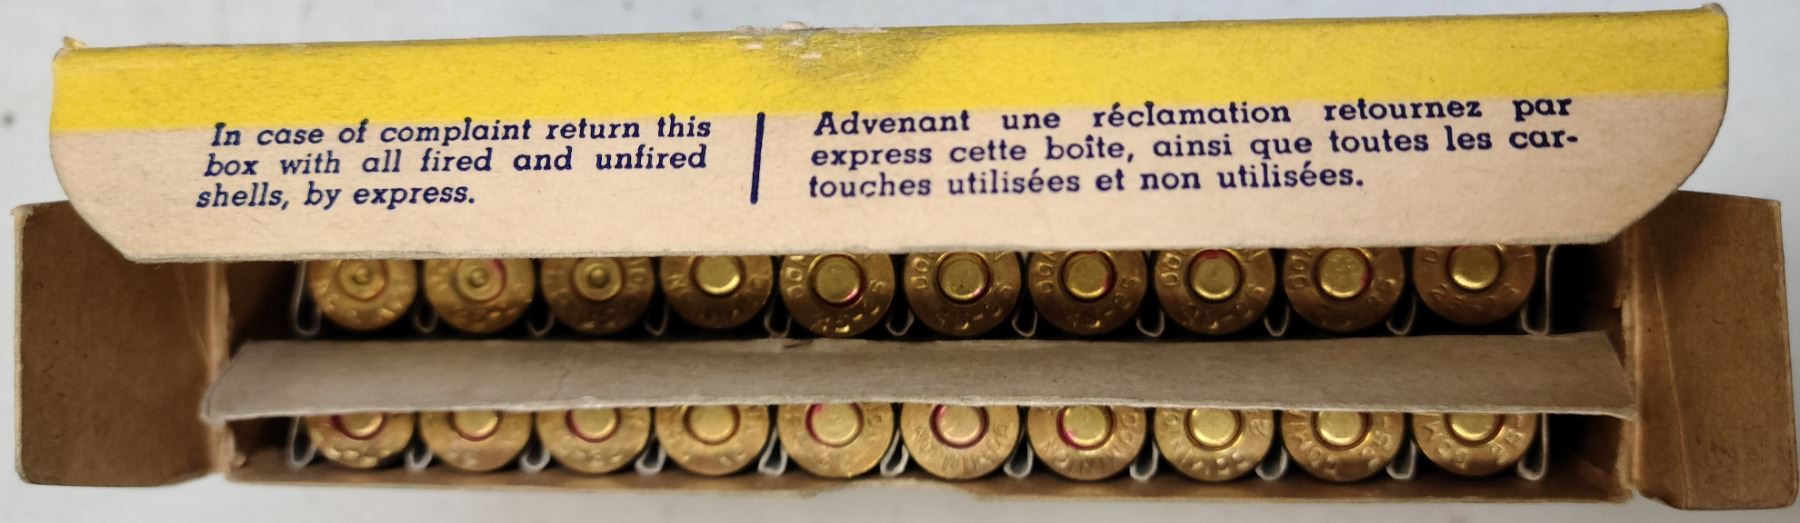 In case of complaint return this
box with all fired and unfired
shells, by express.
Advenant une réclamation retournez par
express cette boîte, ainsi que toutes les car-
touches utilisées et non utilisées.
DOMINION